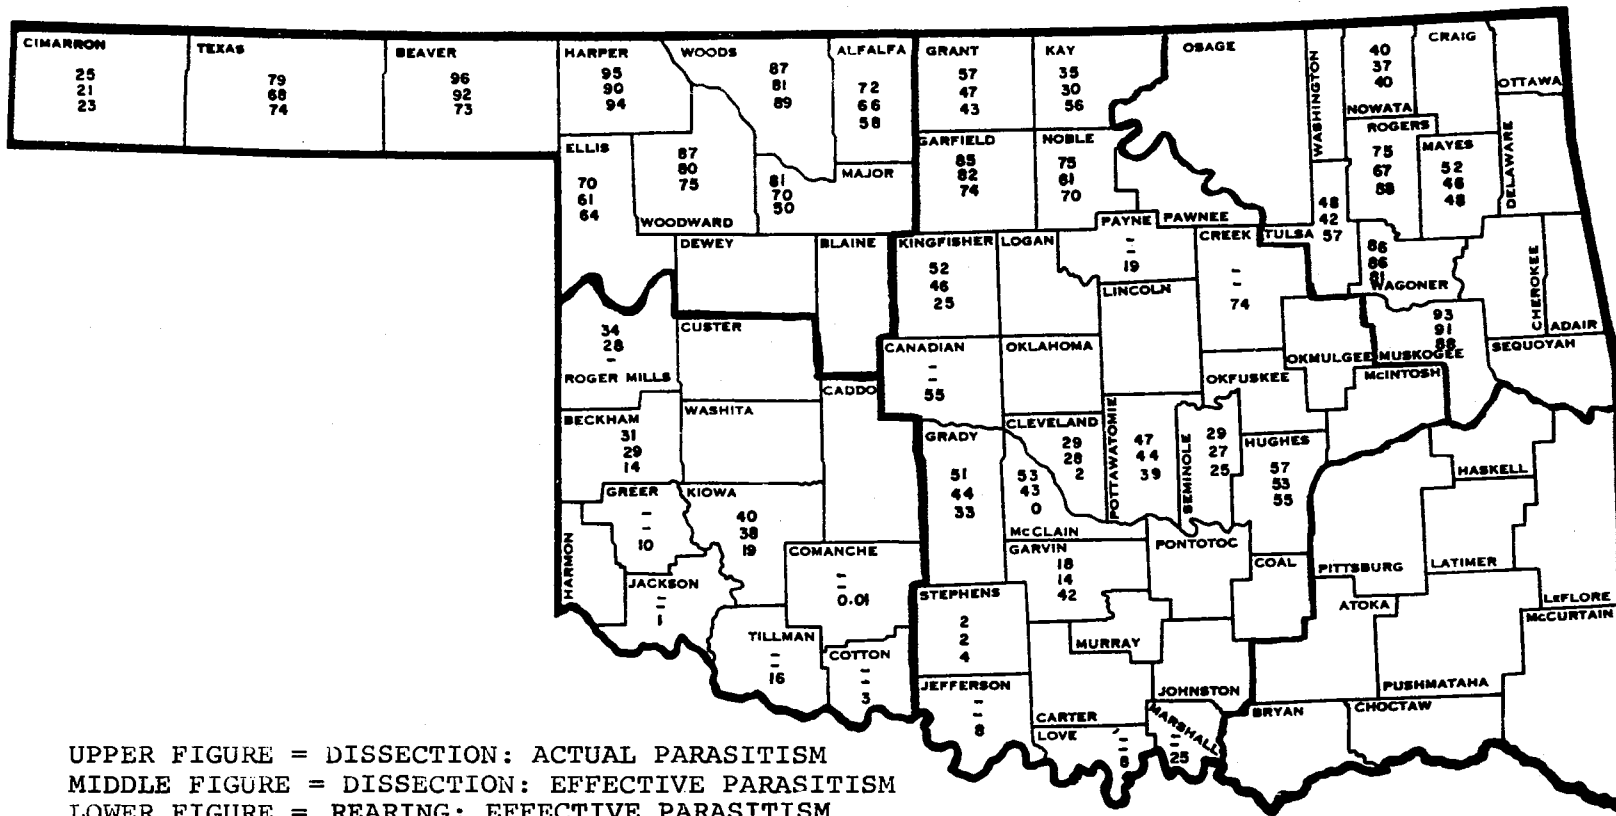 CIMARRON
25
21
23
TEXAS
79
68
74
BEAVER
96
92
73
HARPER
95
90
94
WOODS
87
81
89
ALFALFA
72
66
58
GRANT
57
47
43
KAY
35
30
56
OSAGE
WASHINGTON
40
37
40
NOWATA
CRAIG
OTTAWA
ELLIS
70
61
64
87
80
75
WOODWARD
MAJOR
81
70
50
GARFIELD
85
82
74
NOBLE
75
61
70
PAYNE
-
-
19
PAWNEE
ROGERS
75
67
88
MAYES
52
46
48
DELAWARE
DEWEY
BLAINE
KINGFISHER
52
46
25
LOGAN
LINCOLN
CREEK
-
-
74
TULSA
48
42
57
86
86
81
WAGONER
CHEROKEE
ADAIR
34
28
-
ROGER MILLS
CUSTER
CADDO
CANADIAN
-
-
55
OKLAHOMA
OKFUSKEE
OKMULGEE
93
91
88
MUSKOGEE
McINTOSH
SEQUOYAH
BECKHAM
31
29
14
WASHITA
GRADY
51
44
33
CLEVELAND
29
28
2
53
43
0
McCLAIN
POTTAWATOMIE
47
44
39
SEMINOLE
29
27
25
HUGHES
57
53
55
HASKELL
HARMON
GREER
-
-
10
KIOWA
40
38
19
JACKSON
-
-
1
COMANCHE
-
-
0.01
GARVIN
18
14
42
PONTOTOC
COAL
PITTSBURG
LATIMER
LeFLORE
TILLMAN
-
-
16
COTTON
-
-
3
STEPHENS
2
2
4
JEFFERSON
-
-
8
MURRAY
CARTER
LOVE
-
-
6
JOHNSTON
MARSHALL
-
-
25
ATOKA
BRYAN
PUSHMATAHA
CHOCTAW
McCURTAIN
UPPER FIGURE = DISSECTION: ACTUAL PARASITISM
MIDDLE FIGURE = DISSECTION: EFFECTIVE PARASITISM
LOWER FIGURE = REARING: EFFECTIVE PARASITISM